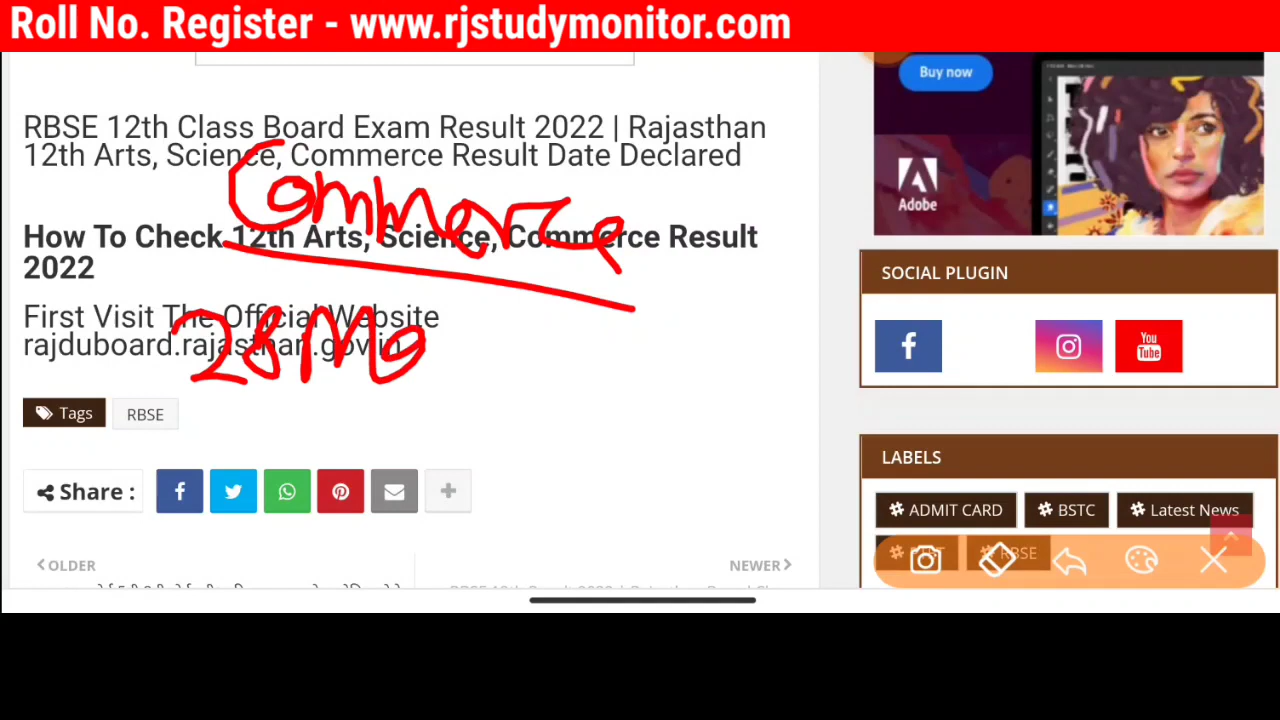 Roll No. Register - www.rjstudymonitor.com
Buy now
Adobe
RBSE 12th Class Board Exam Result 2022 | Rajasthan
12th Arts, Science, Commerce Result Date Declared
Commerce
How To Check 12th Arts, Science, Commerce Result
2022
First Visit The Official Website
rajduboard.rajasthan.gov.in
28 Ma
Tags RBSE
Share :
OLDER
NEWER
SOCIAL PLUGIN
You
Tube
LABELS
ADMIT CARD BSTC Latest News
RBSE